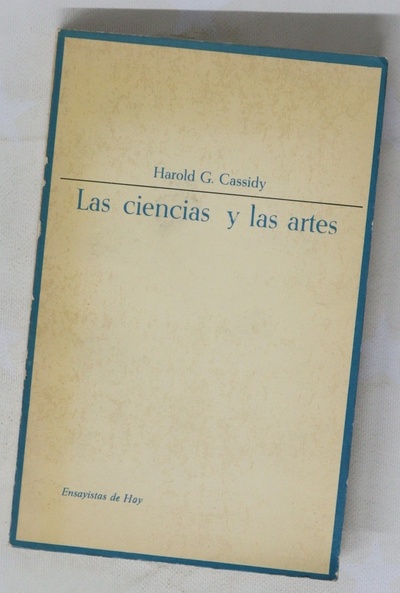 Harold G. Cassidy
Las ciencias y las artes
Ensayistas de Hoy